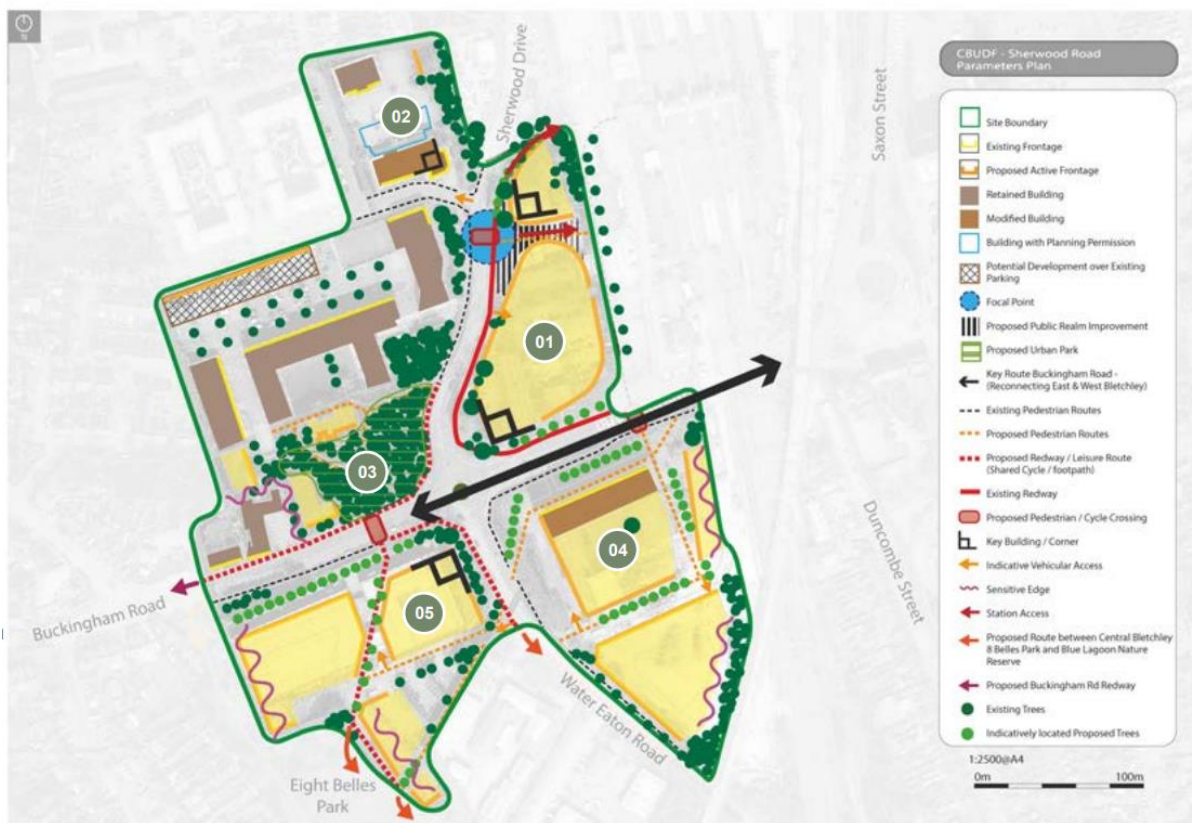 N
CBUDF - Sherwood Road
Parameters Plan
Sherwood Drive
Saxon Street
02
01
03
04
05
Buckingham Road
Duncombe Street
Water Eaton Road
Eight Belles
Park
Site Boundary
Existing Frontage
Proposed Active Frontage
Retained Building
Modified Building
Building with Planning Permission
Potential Development over Existing
Parking
Focal Point
Proposed Public Realm Improvement
Proposed Urban Park
Key Route Buckingham Road -
(Reconnecting East & West Bletchley)
Existing Pedestrian Routes
Proposed Pedestrian Routes
Proposed Redway / Leisure Route
(Shared Cycle / footpath)
Existing Redway
Proposed Pedestrian / Cycle Crossing
Key Building / Corner
Indicative Vehicular Access
Sensitive Edge
Station Access
Proposed Route between Central Bletchley
8 Belles Park and Blue Lagoon Nature
Reserve
Proposed Buckingham Rd Redway
Existing Trees
Indicatively located Proposed Trees
1:2500@A4
0m 100m